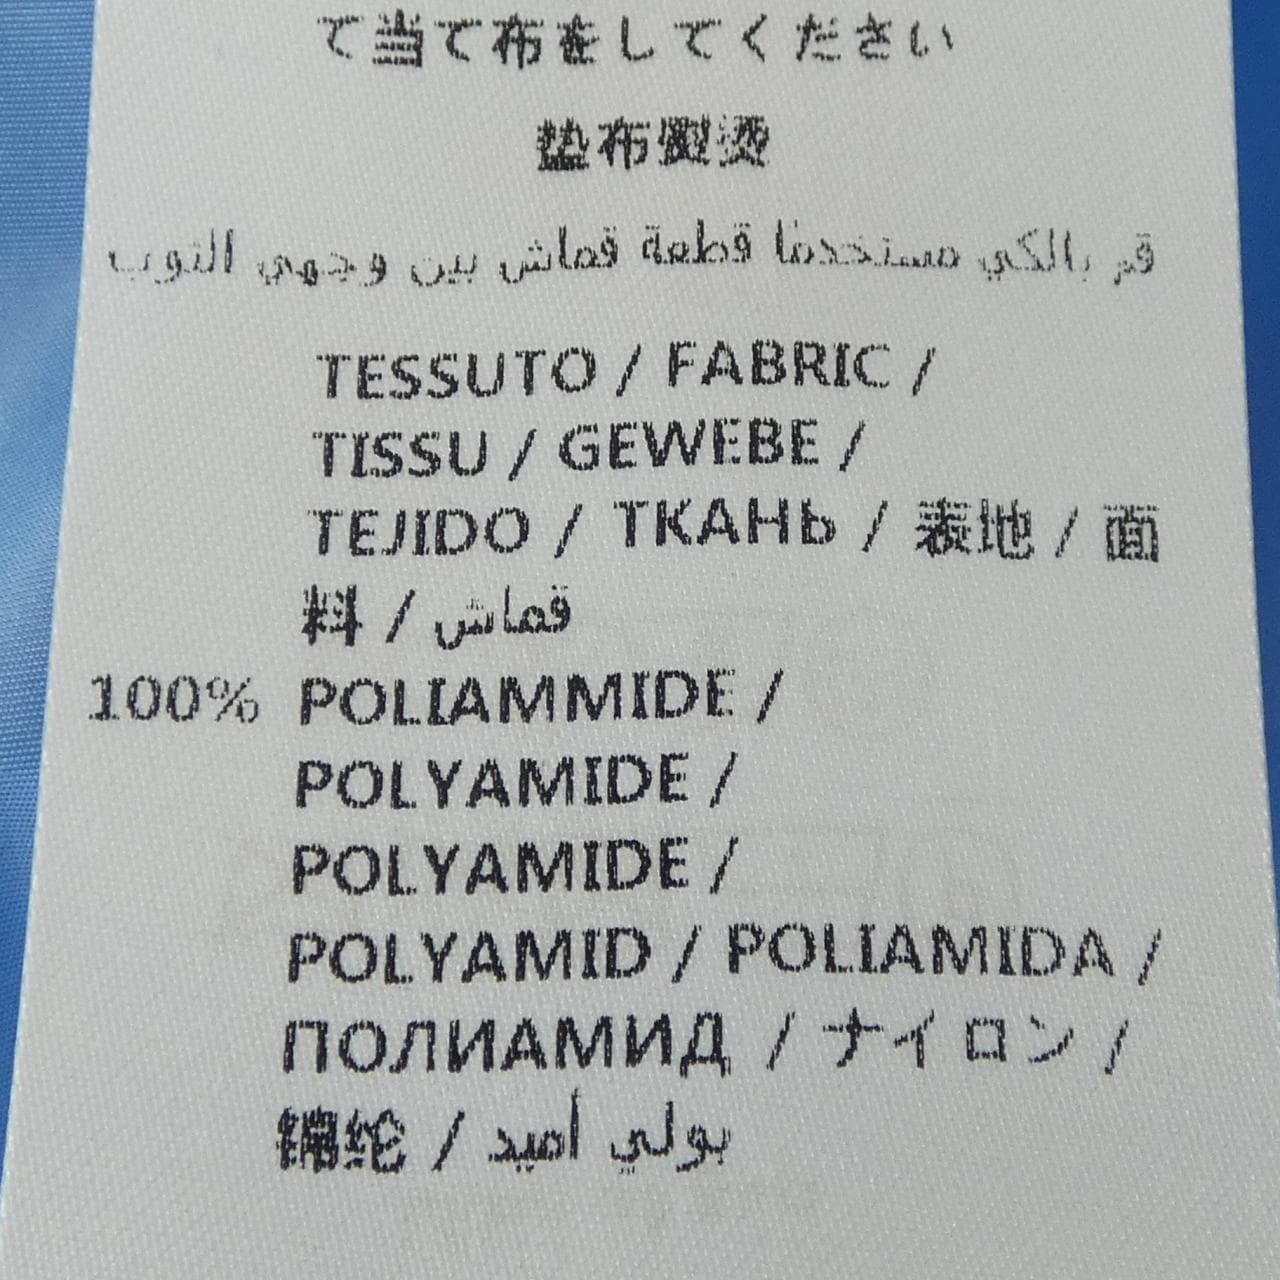 て当て布をしてください
垫布熨烫
قم بالكي مستخدمًا قطعة قماش بين وجهي الثوب
TESSUTO / FABRIC /
TISSU / GEWEBE /
TEJIDO / ТКАНЬ / 表地 / 面
料 / قماش
100% POLIAMMIDE /
POLYAMIDE /
POLYAMIDE /
POLYAMID / POLIAMIDA /
ПОЛИАМИД / ナイロン /
锦纶 / بولي أميد